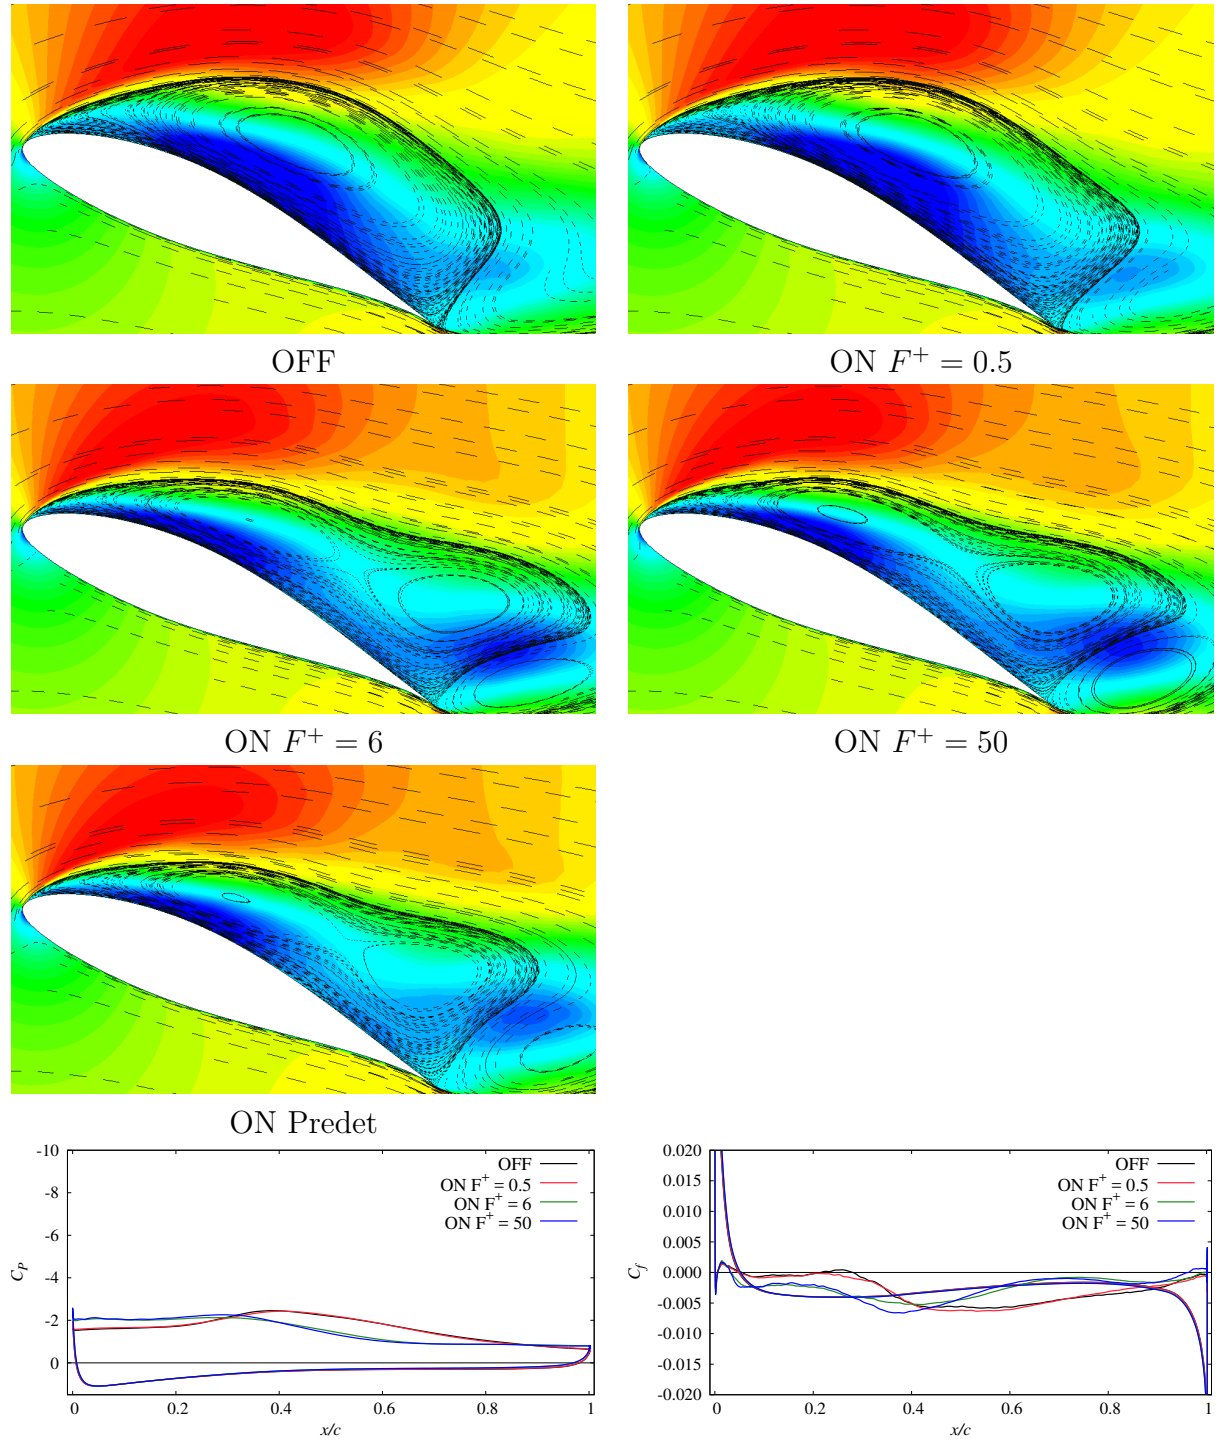 OFF
ON F⁺ = 0.5
ON F⁺ = 6
ON F⁺ = 50
ON Predet
-10
-8
-6
-4
-2
0
C_P
0
0.2
0.4
0.6
0.8
1
x/c
OFF
ON F⁺ = 0.5
ON F⁺ = 6
ON F⁺ = 50
0.020
0.015
0.010
0.005
0.000
-0.005
-0.010
-0.015
-0.020
C_f
0
0.2
0.4
0.6
0.8
1
x/c
OFF
ON F⁺ = 0.5
ON F⁺ = 6
ON F⁺ = 50